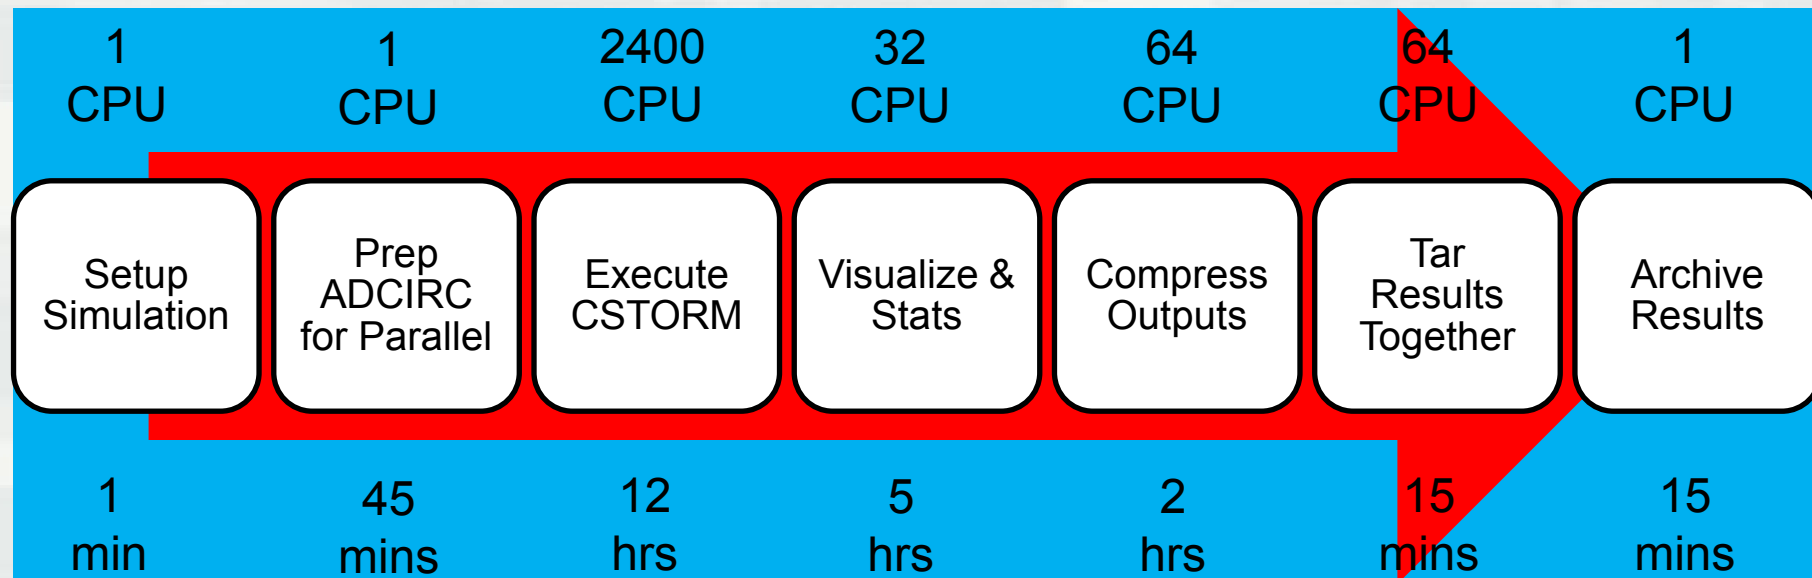 1
CPU
1
CPU
2400
CPU
32
CPU
64
CPU
64
CPU
1
CPU
Setup
Simulation
Prep
ADCIRC
for Parallel
Execute
CSTORM
Visualize &
Stats
Compress
Outputs
Tar
Results
Together
Archive
Results
1
min
45
mins
12
hrs
5
hrs
2
hrs
15
mins
15
mins